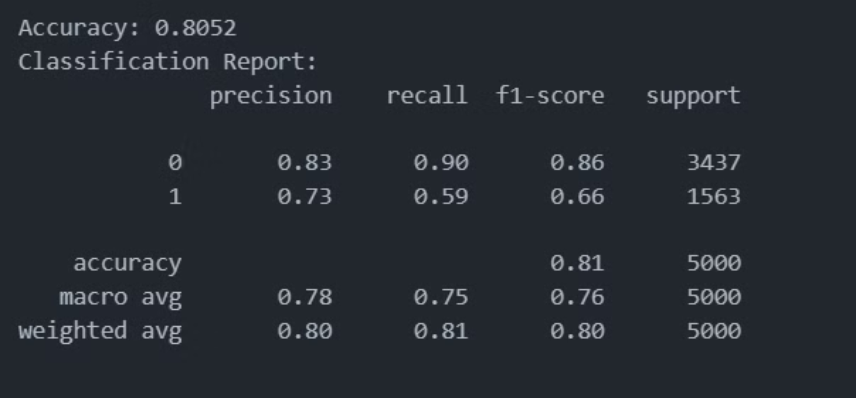 Accuracy: 0.8052
Classification Report:
precision recall f1-score support
0 0.83 0.90 0.86 3437
1 0.73 0.59 0.66 1563
accuracy 0.81 5000
macro avg 0.78 0.75 0.76 5000
weighted avg 0.80 0.81 0.80 5000